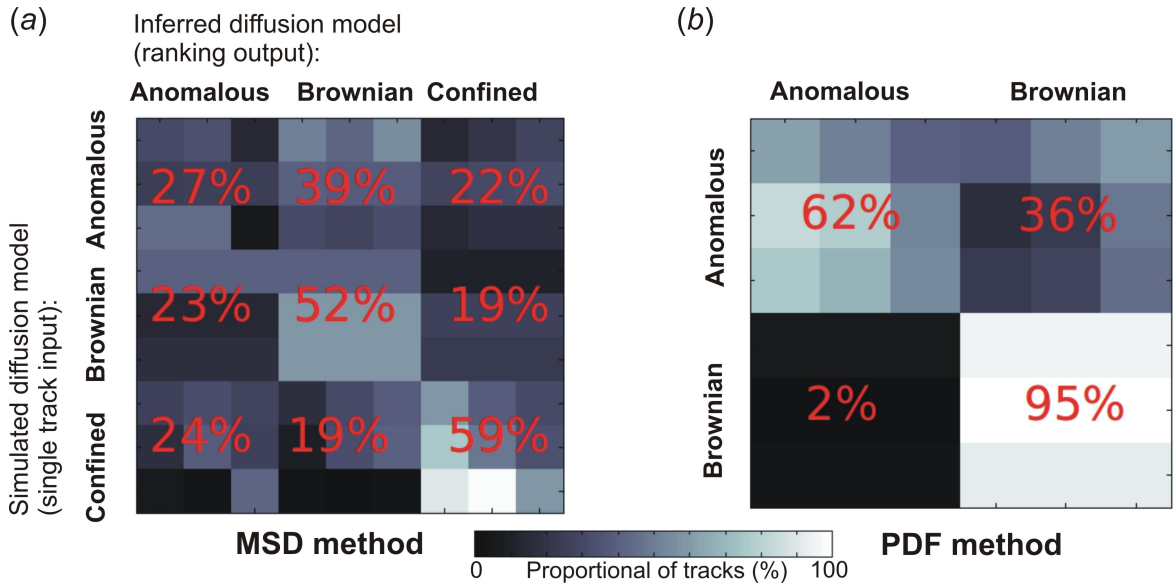 (a)
Inferred diffusion model
(ranking output):
Anomalous Brownian Confined
Simulated diffusion model
(single track input):
Anomalous
27% 39% 22%
Brownian
23% 52% 19%
Confined
24% 19% 59%
MSD method
(b)
Anomalous Brownian
Anomalous
62% 36%
Brownian
2% 95%
PDF method
0 Proportional of tracks (%) 100